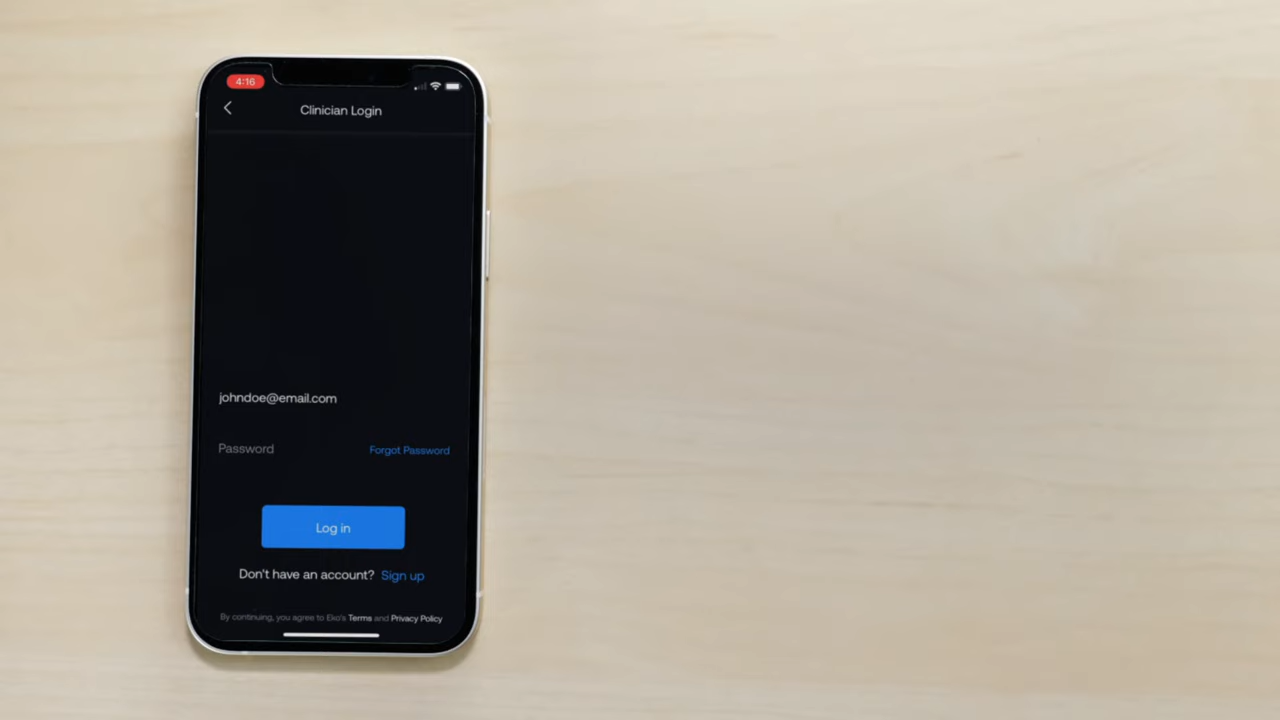 4:16
Clinician Login
johndoe@email.com
Password Forgot Password
Log in
Don't have an account? Sign up
By continuing, you agree to Eko's Terms and Privacy Policy